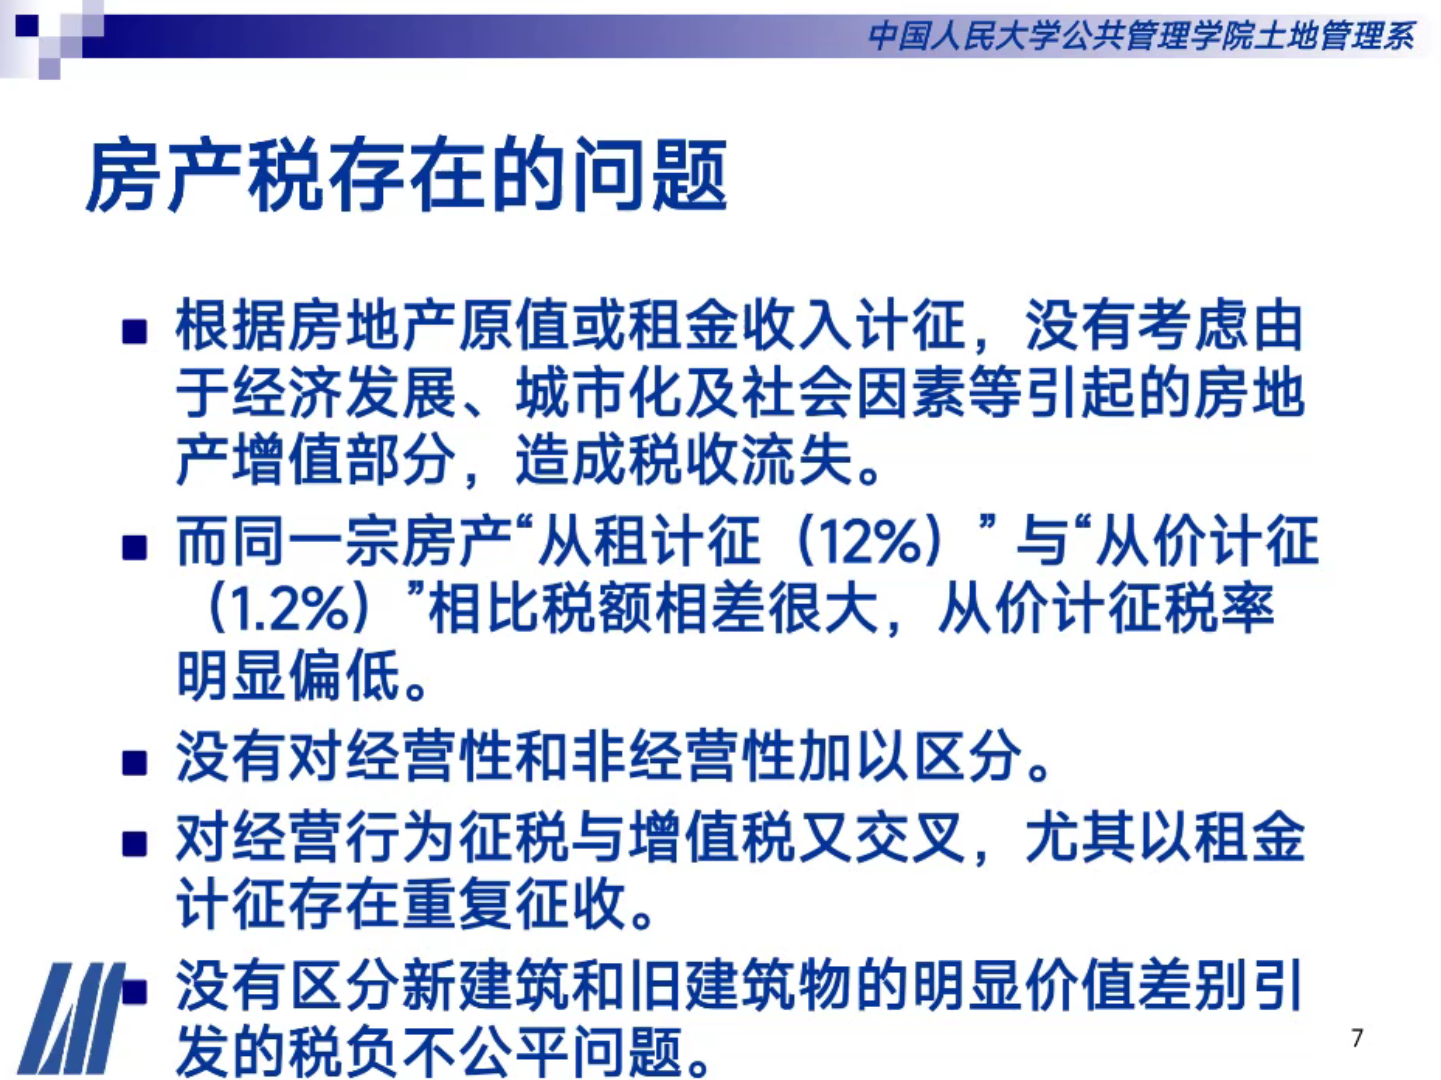 中国人民大学公共管理学院土地管理系
房产税存在的问题
根据房地产原值或租金收入计征，没有考虑由
于经济发展、城市化及社会因素等引起的房地
产增值部分，造成税收流失。
而同一宗房产“从租计征（12%）” 与“从价计征
（1.2%）”相比税额相差很大，从价计征税率
明显偏低。
没有对经营性和非经营性加以区分。
对经营行为征税与增值税又交叉，尤其以租金
计征存在重复征收。
没有区分新建筑和旧建筑物的明显价值差别引
发的税负不公平问题。
7